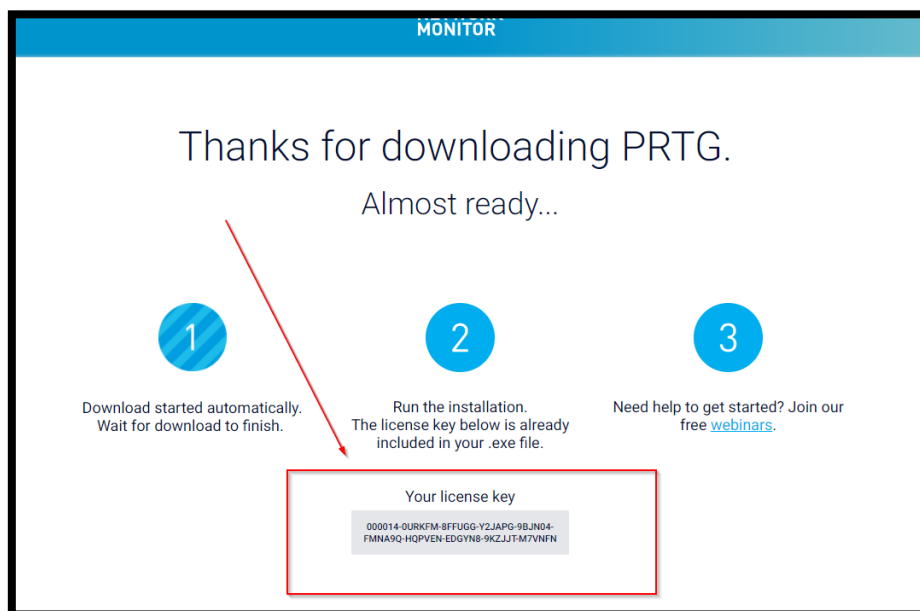 MONITOR
Thanks for downloading PRTG.
Almost ready...
1
2
3
Download started automatically.
Wait for download to finish.
Run the installation.
The license key below is already
included in your .exe file.
Need help to get started? Join our
free webinars.
Your license key
000014-0URKFM-8FFUGG-Y2JAPG-9BJN04-
FMNA9Q-HQPVEN-EDGYN8-9KZJJT-M7VNFN